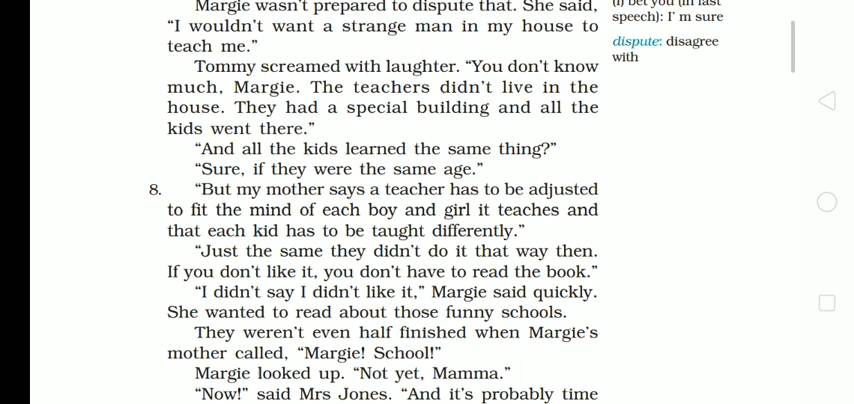 Margie wasn't prepared to dispute that. She said,
“I wouldn't want a strange man in my house to
teach me.”
Tommy screamed with laughter. “You don't know
much, Margie. The teachers didn't live in the
house. They had a special building and all the
kids went there.”
“And all the kids learned the same thing?”
“Sure, if they were the same age.”
8. “But my mother says a teacher has to be adjusted
to fit the mind of each boy and girl it teaches and
that each kid has to be taught differently.”
“Just the same they didn't do it that way then.
If you don't like it, you don't have to read the book.”
“I didn't say I didn't like it,” Margie said quickly.
She wanted to read about those funny schools.
They weren't even half finished when Margie's
mother called, “Margie! School!”
Margie looked up. “Not yet, Mamma.”
“Now!” said Mrs Jones. “And it's probably time
(I) bet you (in last
speech): I' m sure
dispute: disagree
with